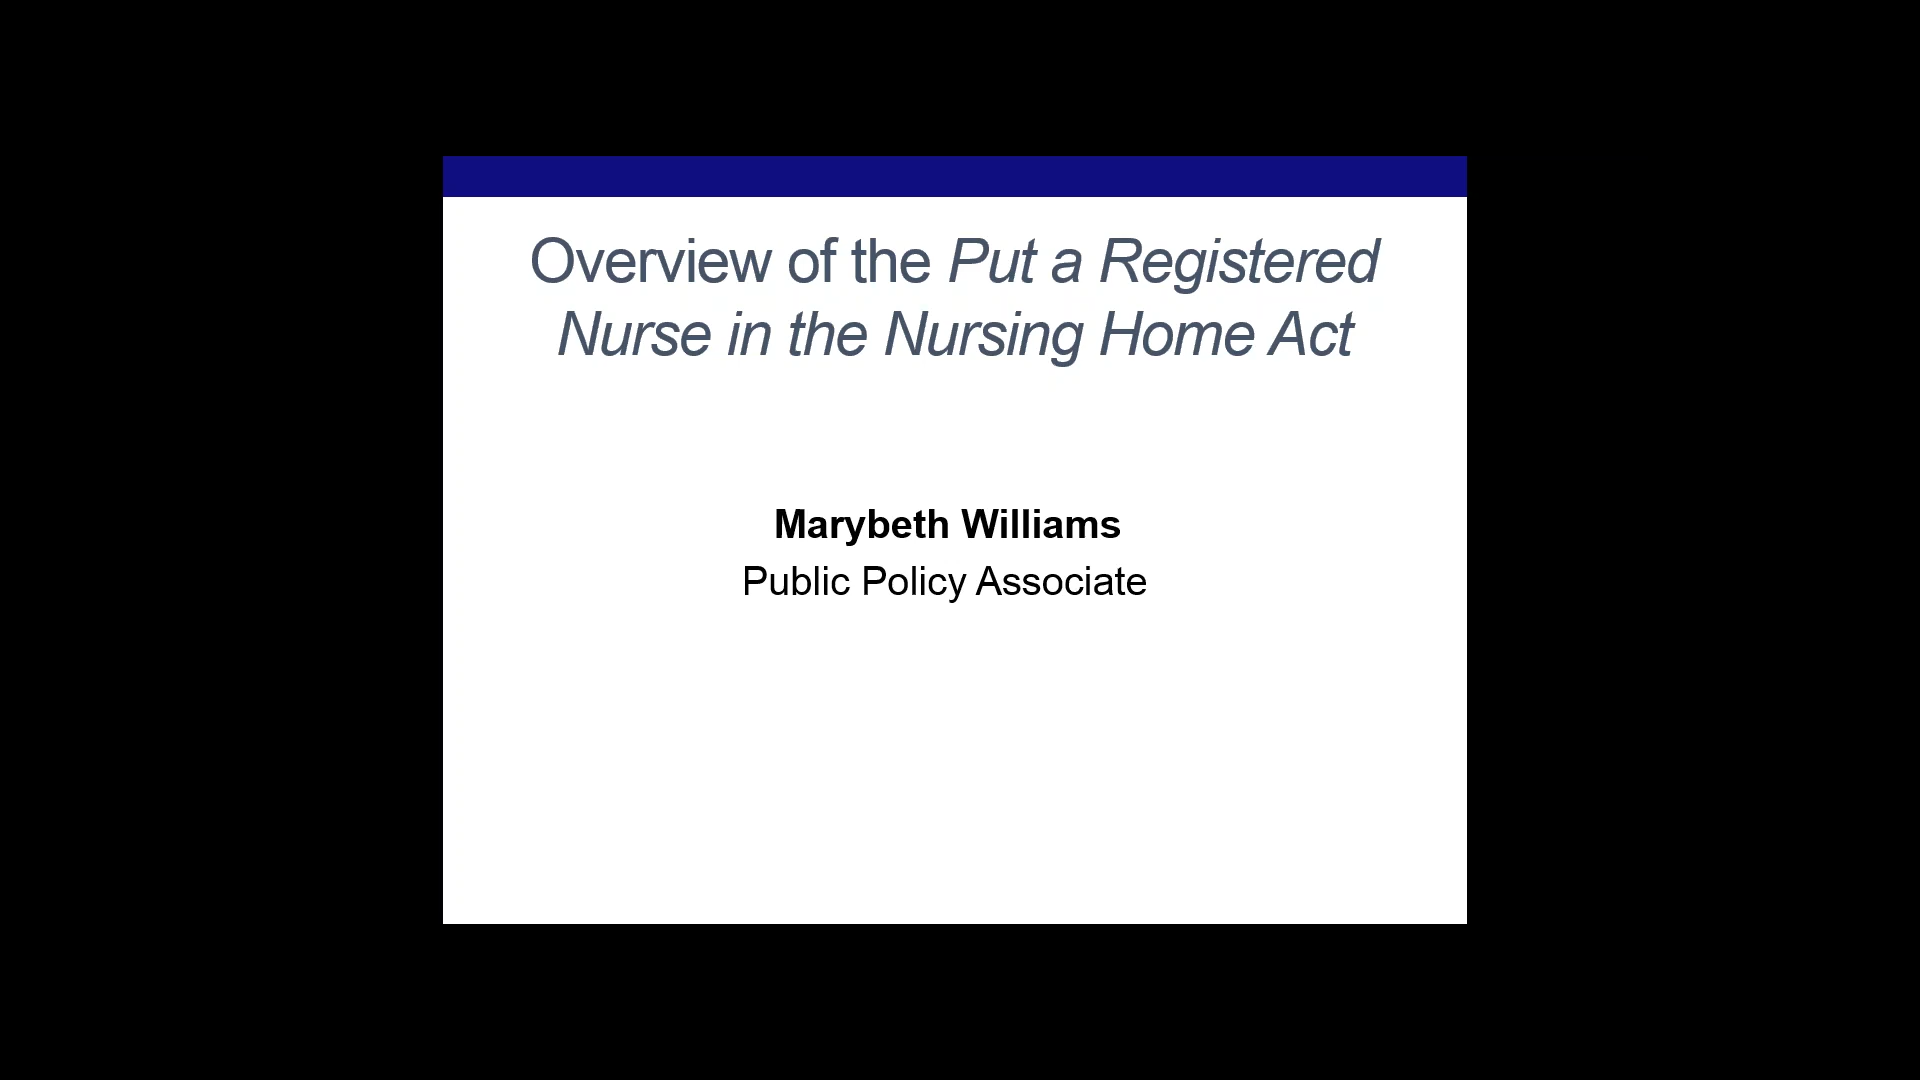 Overview of the Put a Registered
Nurse in the Nursing Home Act
Marybeth Williams
Public Policy Associate